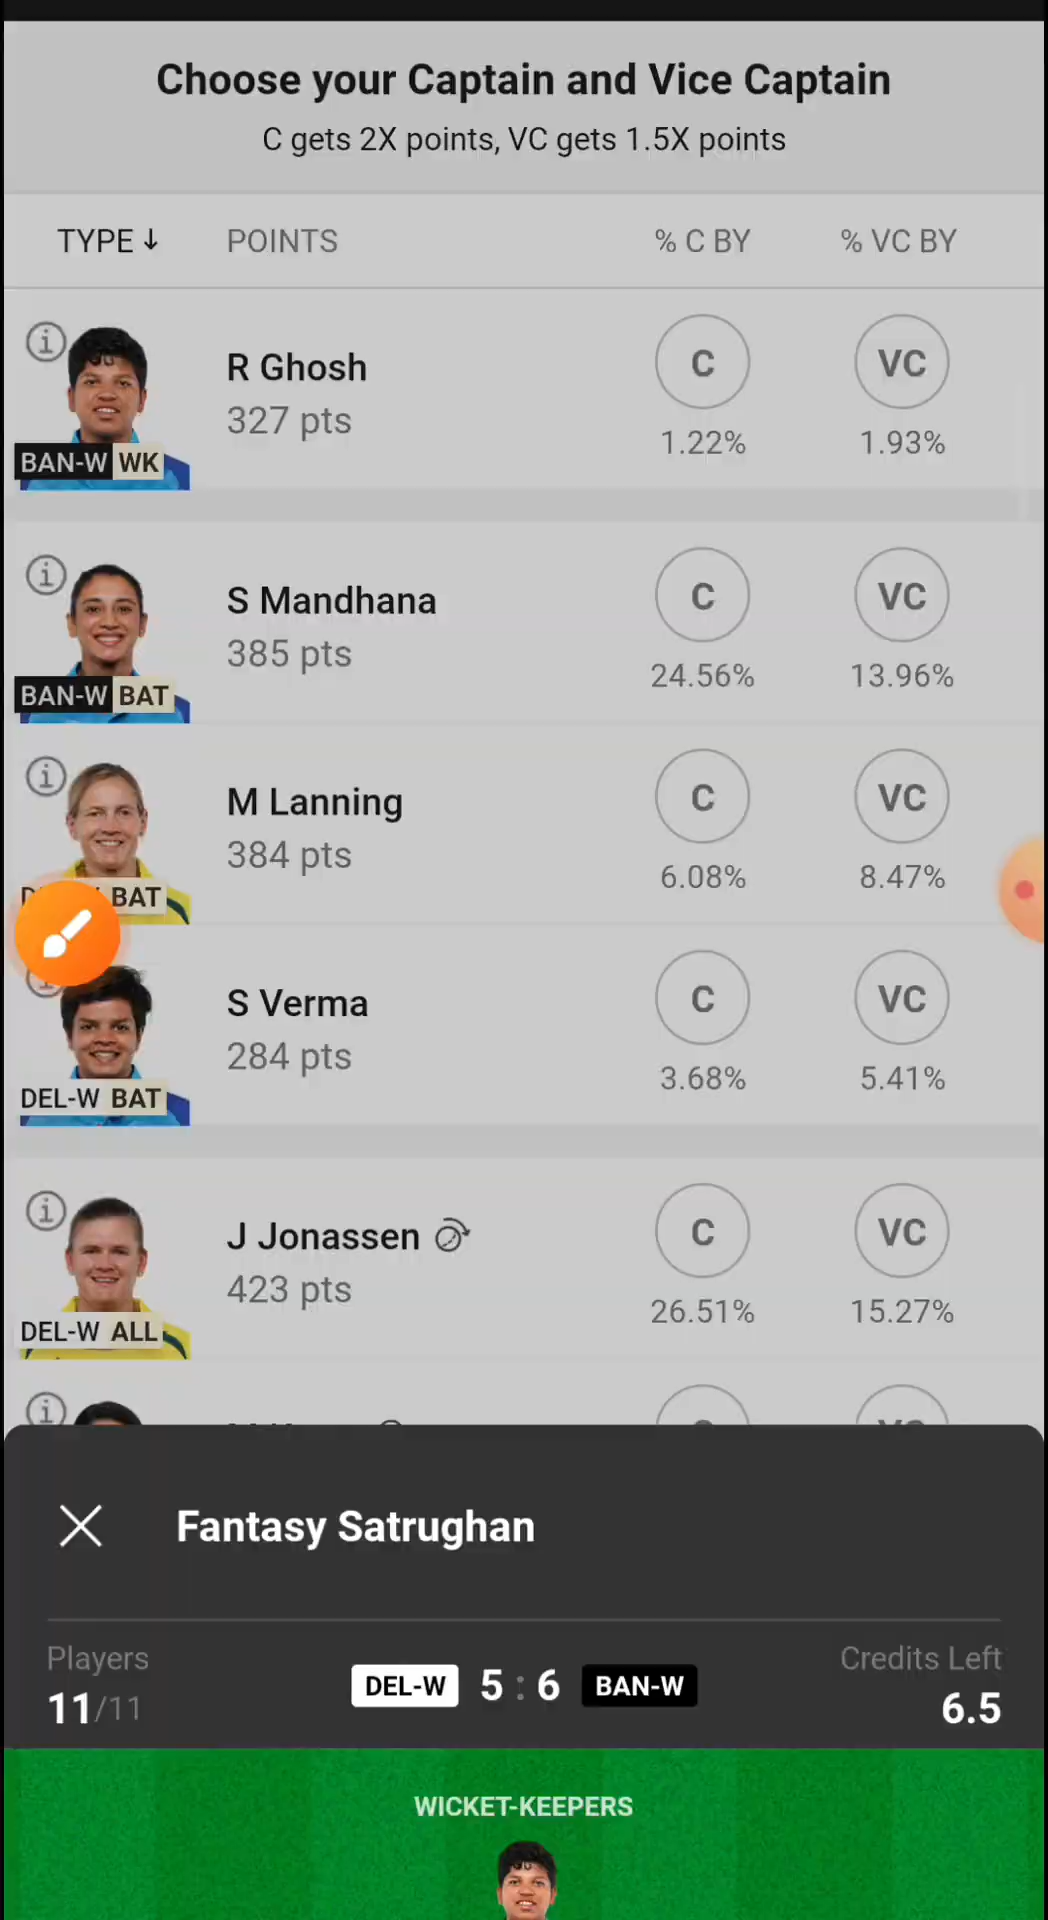 Choose your Captain and Vice Captain
C gets 2X points, VC gets 1.5X points
TYPE ↓ POINTS % C BY % VC BY
R Ghosh C VC
327 pts 1.22% 1.93%
BAN-W WK
S Mandhana C VC
385 pts 24.56% 13.96%
BAN-W BAT
M Lanning C VC
384 pts 6.08% 8.47%
BAT
S Verma C VC
284 pts 3.68% 5.41%
DEL-W BAT
J Jonassen C VC
423 pts 26.51% 15.27%
DEL-W ALL
Fantasy Satrughan
Players Credits Left
11/11 DEL-W 5 : 6 BAN-W 6.5
WICKET-KEEPERS